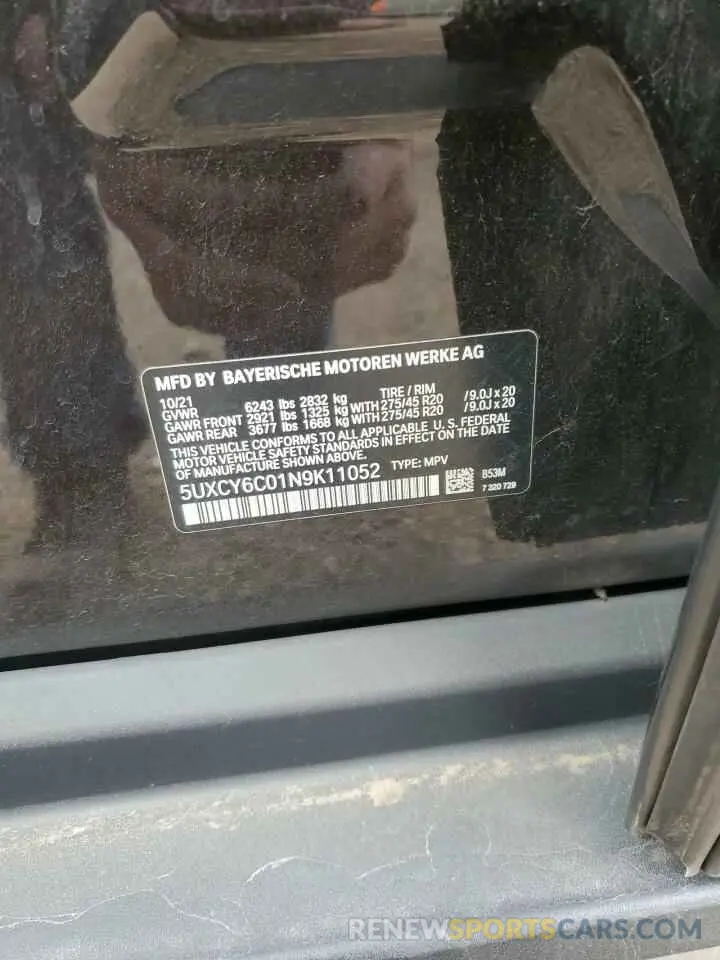 MFD BY BAYERISCHE MOTOREN WERKE AG
10/21
GVWR 6243 lbs 2832 kg TIRE / RIM
GAWR FRONT 2921 lbs 1325 kg WITH 275/45 R20 / 9.0J x 20
GAWR REAR 3677 lbs 1668 kg WITH 275/45 R20 / 9.0J x 20
THIS VEHICLE CONFORMS TO ALL APPLICABLE U. S. FEDERAL
MOTOR VEHICLE SAFETY STANDARDS IN EFFECT ON THE DATE
OF MANUFACTURE SHOWN ABOVE.
5UXCY6C01N9K11052 TYPE: MPV
B53M
7 320 729
RENEWSPORTSCARS.COM